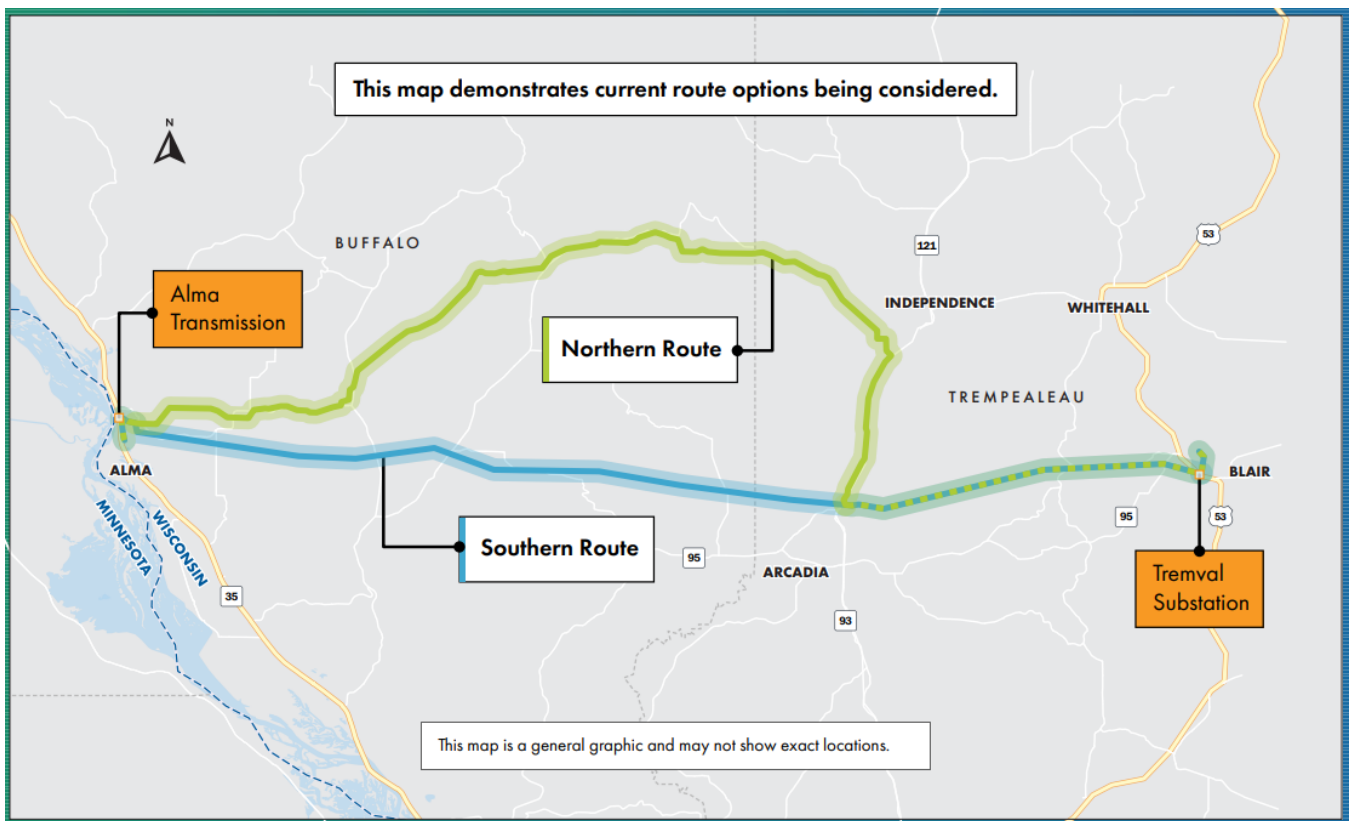 This map demonstrates current route options being considered.
N
BUFFALO
53
121
Alma
Transmission
INDEPENDENCE
WHITEHALL
Northern Route
TREMPEALEAU
ALMA
BLAIR
MINNESOTA
WISCONSIN
Southern Route
95
53
95
ARCADIA
Tremval
Substation
35
93
This map is a general graphic and may not show exact locations.